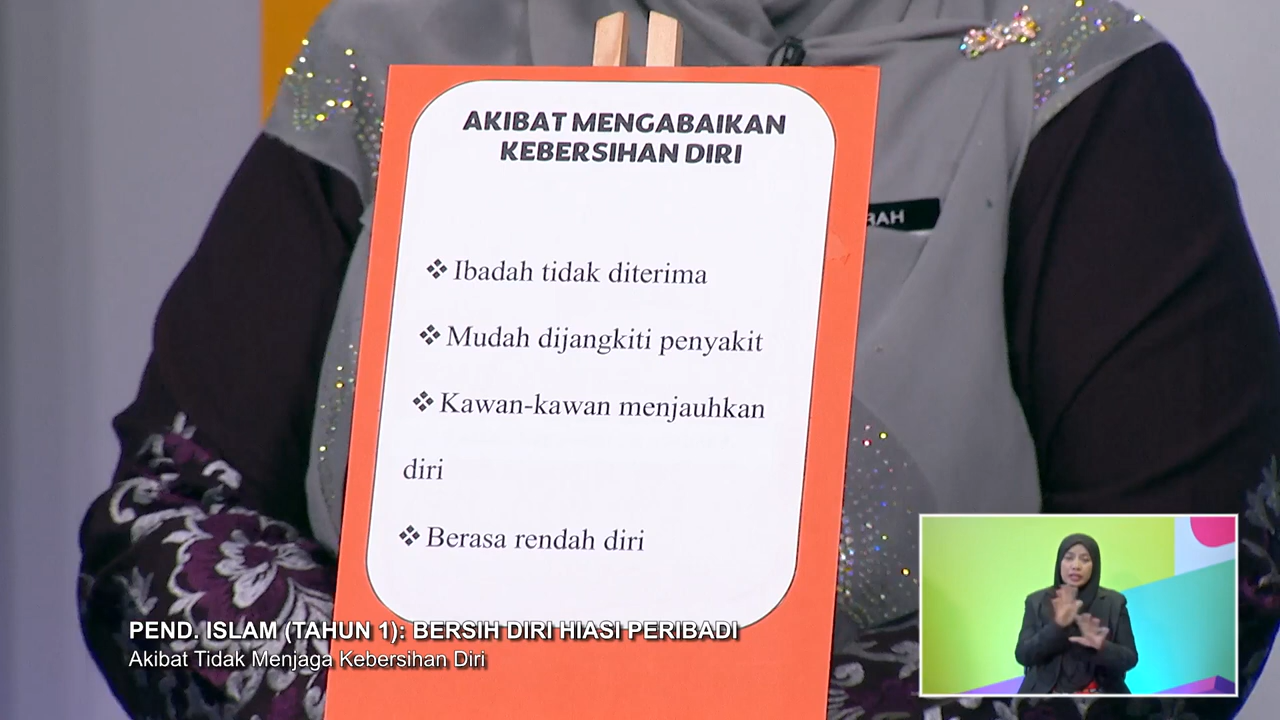 AKIBAT MENGABAIKAN
KEBERSIHAN DIRI
❖ Ibadah tidak diterima
❖ Mudah dijangkiti penyakit
❖ Kawan-kawan menjauhkan
diri
❖ Berasa rendah diri
PEND. ISLAM (TAHUN 1): BERSIH DIRI HIASI PERIBADI
Akibat Tidak Menjaga Kebersihan Diri